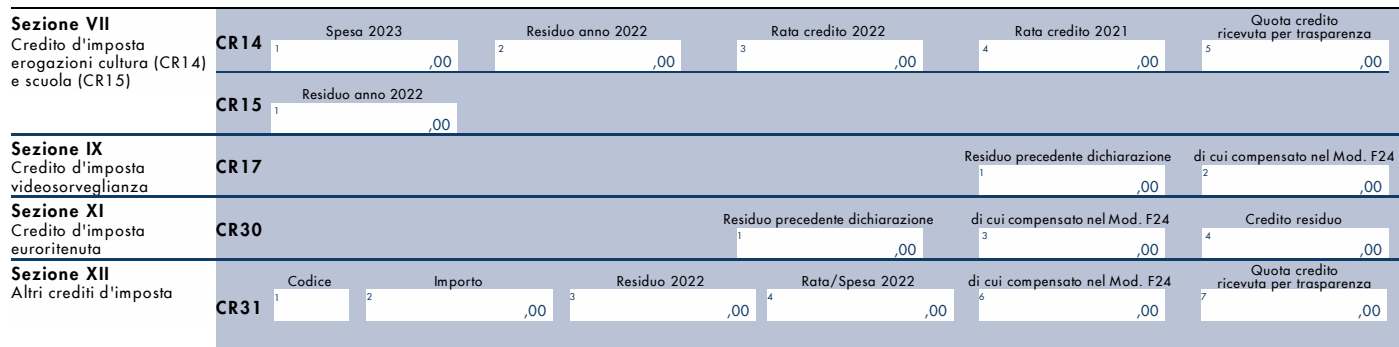 Sezione VII
Credito d'imposta
erogazioni cultura (CR14)
e scuola (CR15)
CR14
Spesa 2023
1 ,00
Residuo anno 2022
2 ,00
Rata credito 2022
3 ,00
Rata credito 2021
4 ,00
Quota credito
ricevuta per trasparenza
5 ,00
CR15
Residuo anno 2022
1 ,00
Sezione IX
Credito d'imposta
videosorveglianza
CR17
Residuo precedente dichiarazione
1 ,00
di cui compensato nel Mod. F24
2 ,00
Sezione XI
Credito d'imposta
euroritenuta
CR30
Residuo precedente dichiarazione
1 ,00
di cui compensato nel Mod. F24
3 ,00
Credito residuo
4 ,00
Sezione XII
Altri crediti d'imposta
CR31
Codice
1
Importo
2 ,00
Residuo 2022
3 ,00
Rata/Spesa 2022
4 ,00
di cui compensato nel Mod. F24
6 ,00
Quota credito
ricevuta per trasparenza
7 ,00